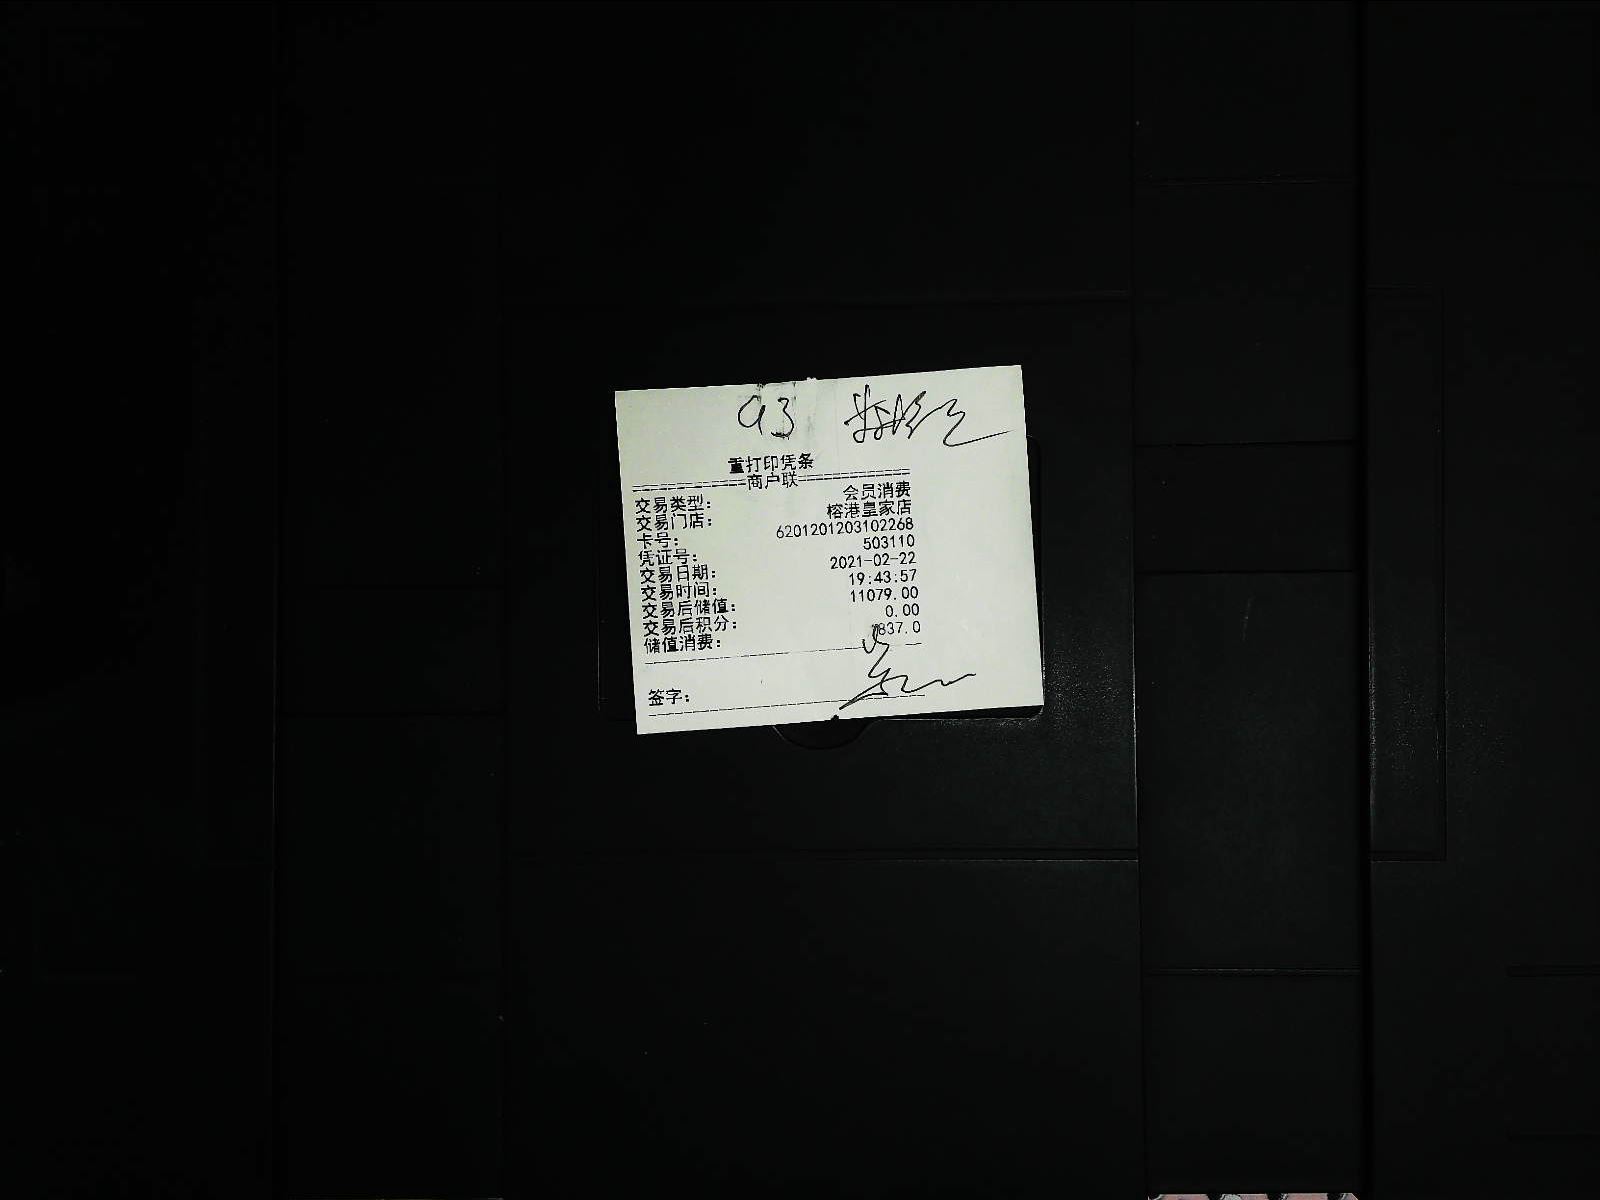 93
重打印凭条
==============商户联==============
交易类型: 会员消费
交易门店: 榕港皇家店
卡号: 6201201203102268
凭证号: 503110
交易日期: 2021-02-22
交易时间: 19:43:57
交易后储值: 11079.00
交易后积分: 0.00
储值消费: 837.0
签字: